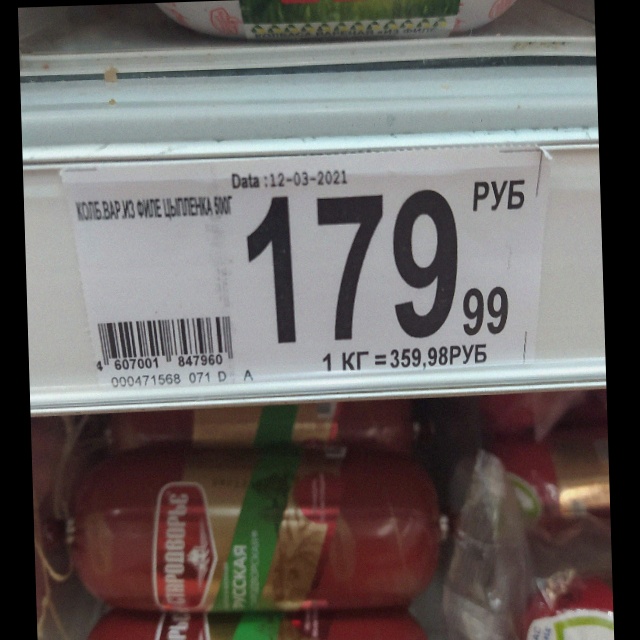 Data :12-03-2021
КОЛБ.ВАР.ИЗ ФИЛЕ ЦЫПЛЕНКА 500Г
179
99
РУБ
1 КГ =359,98РУБ
4 607001 847960
000471568 071 D A